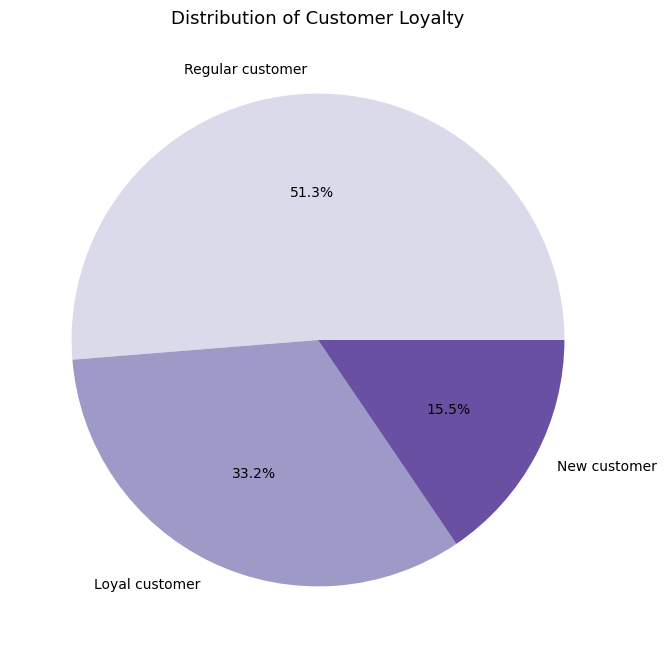 Distribution of Customer Loyalty
Regular customer
51.3%
15.5%
New customer
33.2%
Loyal customer